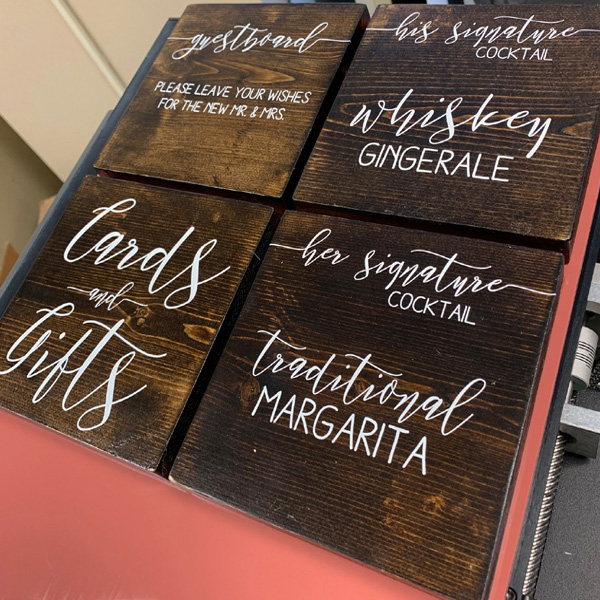 guestboard
PLEASE LEAVE YOUR WISHES
FOR THE NEW MR. & MRS.
his signature
COCKTAIL
whiskey
GINGERALE
Cards
and
Gifts
her signature
COCKTAIL
traditional
MARGARITA